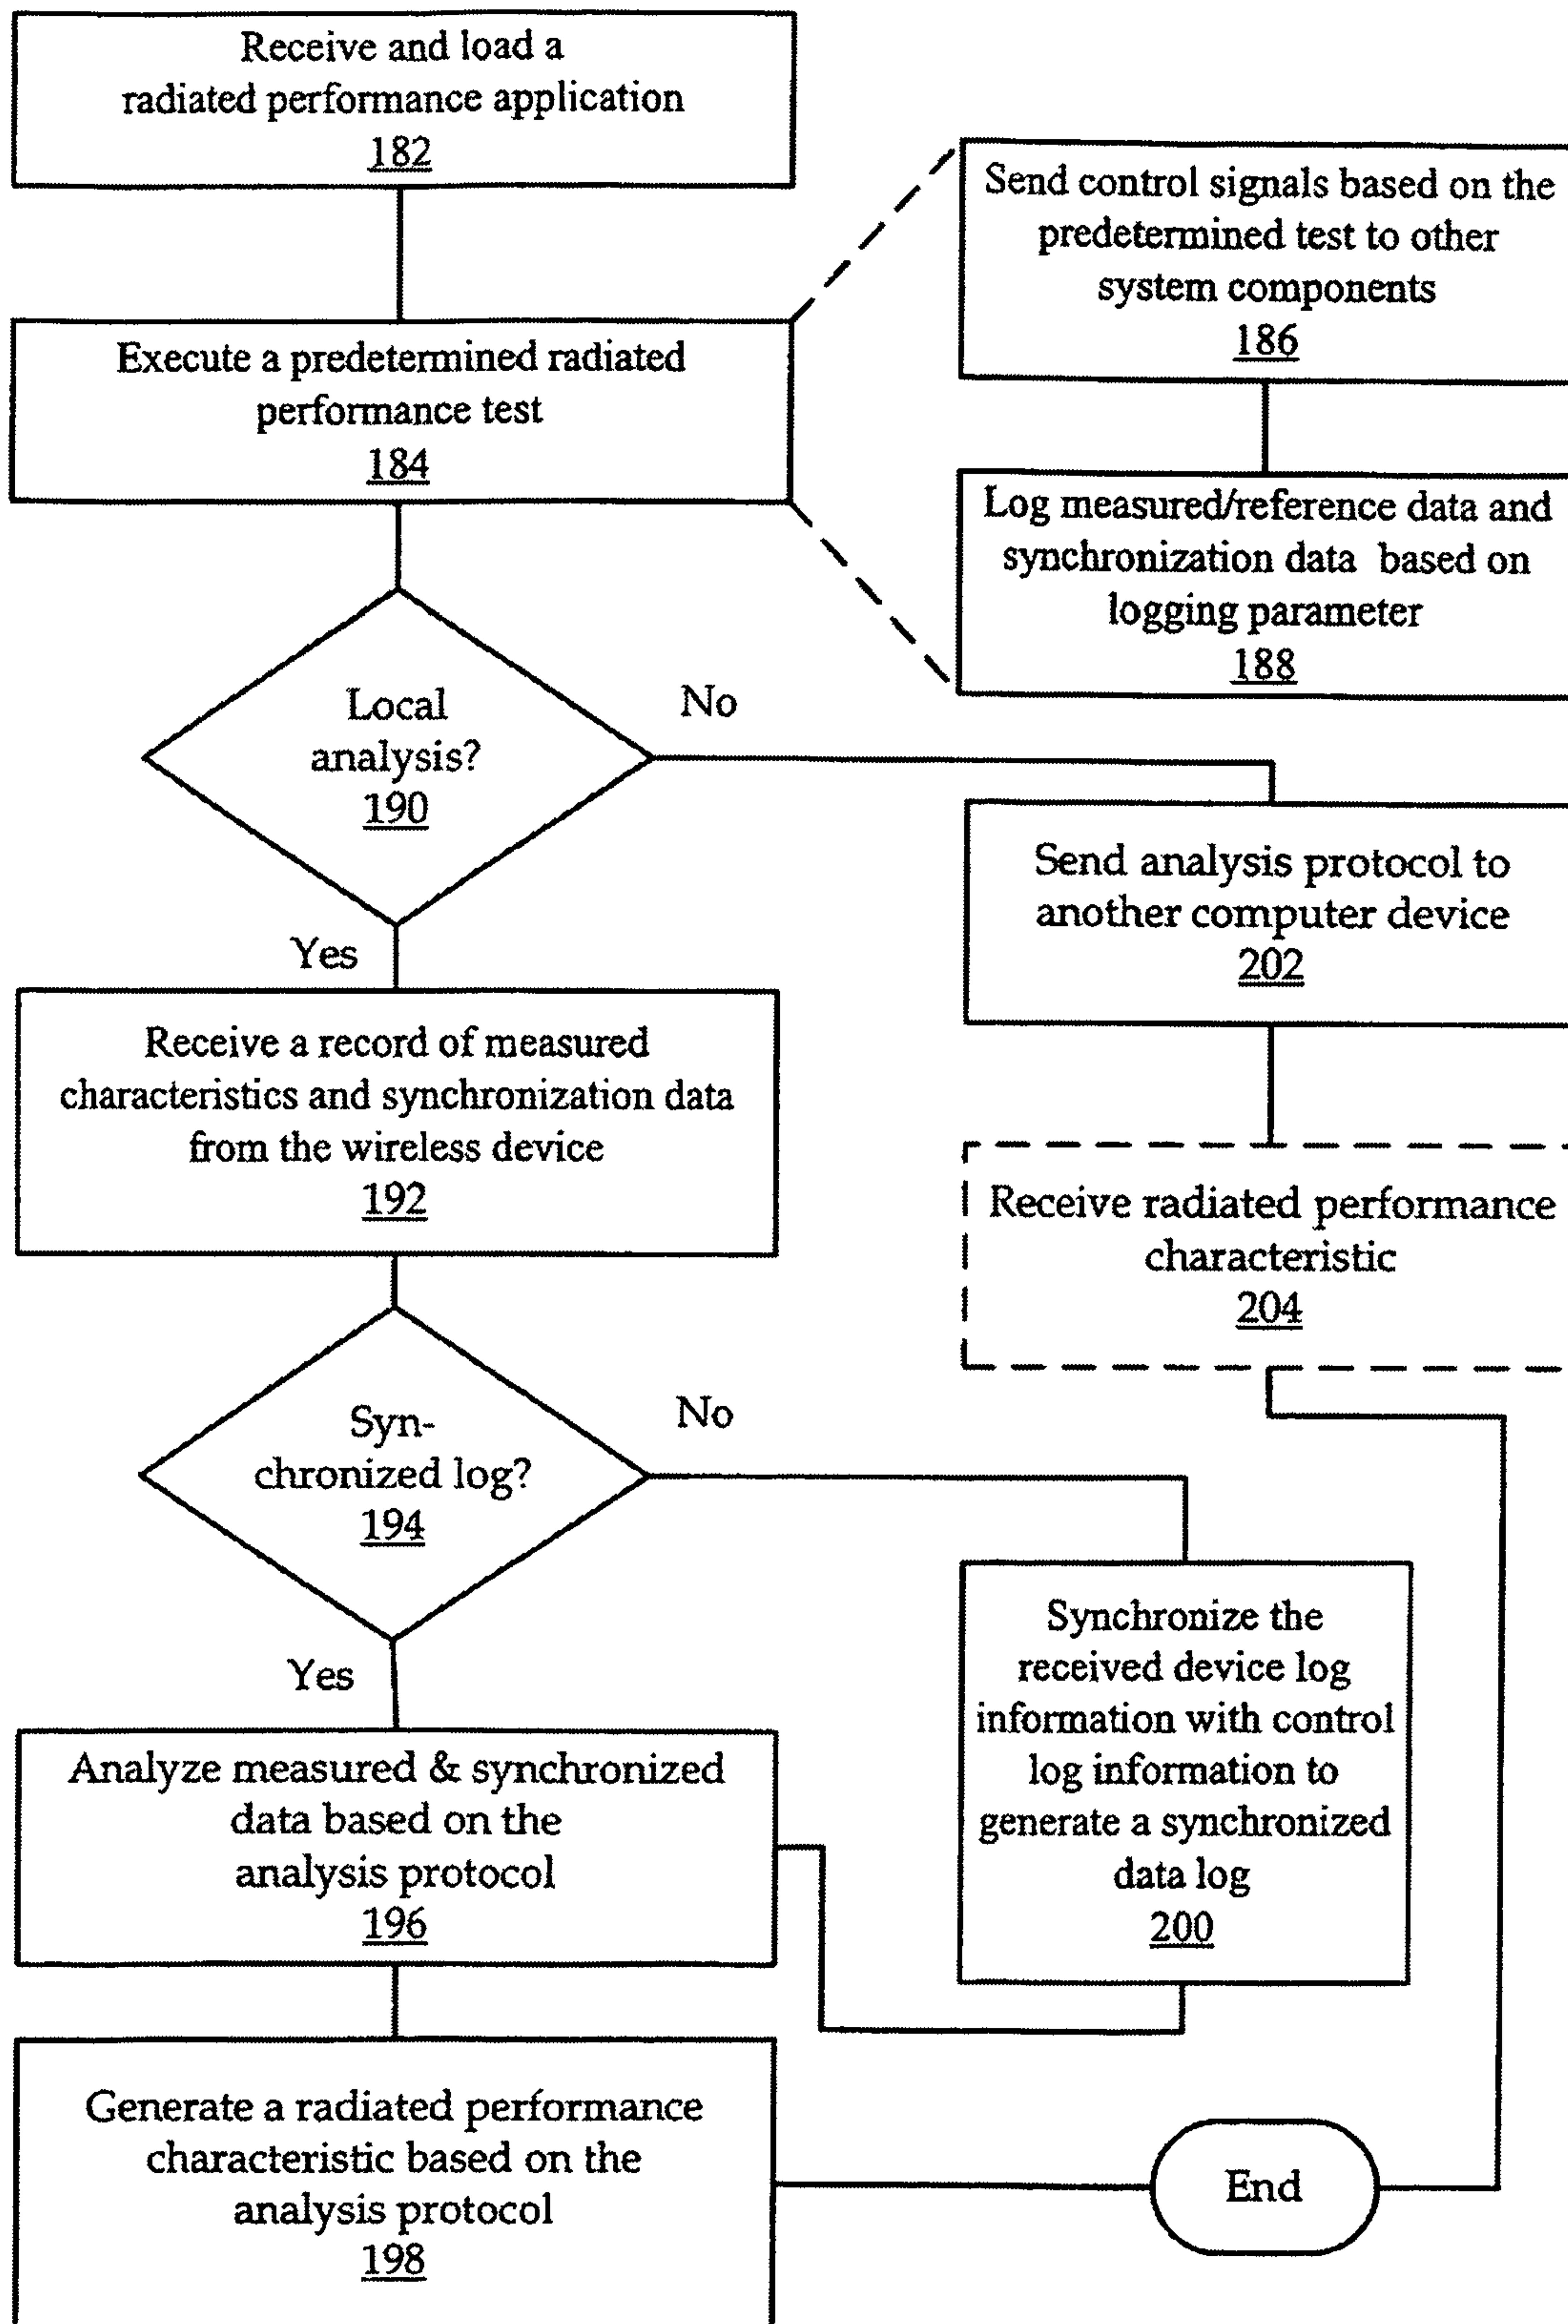 Receive and load a
radiated performance application
182
Execute a predetermined radiated
performance test
184
Send control signals based on the
predetermined test to other
system components
186
Log measured/reference data and
synchronization data based on
logging parameter
188
Local
analysis?
190
No
Yes
Send analysis protocol to
another computer device
202
Receive a record of measured
characteristics and synchronization data
from the wireless device
192
Receive radiated performance
characteristic
204
Syn-
chronized log?
194
No
Yes
Synchronize the
received device log
information with control
log information to
generate a synchronized
data log
200
Analyze measured & synchronized
data based on the
analysis protocol
196
Generate a radiated performance
characteristic based on the
analysis protocol
198
End